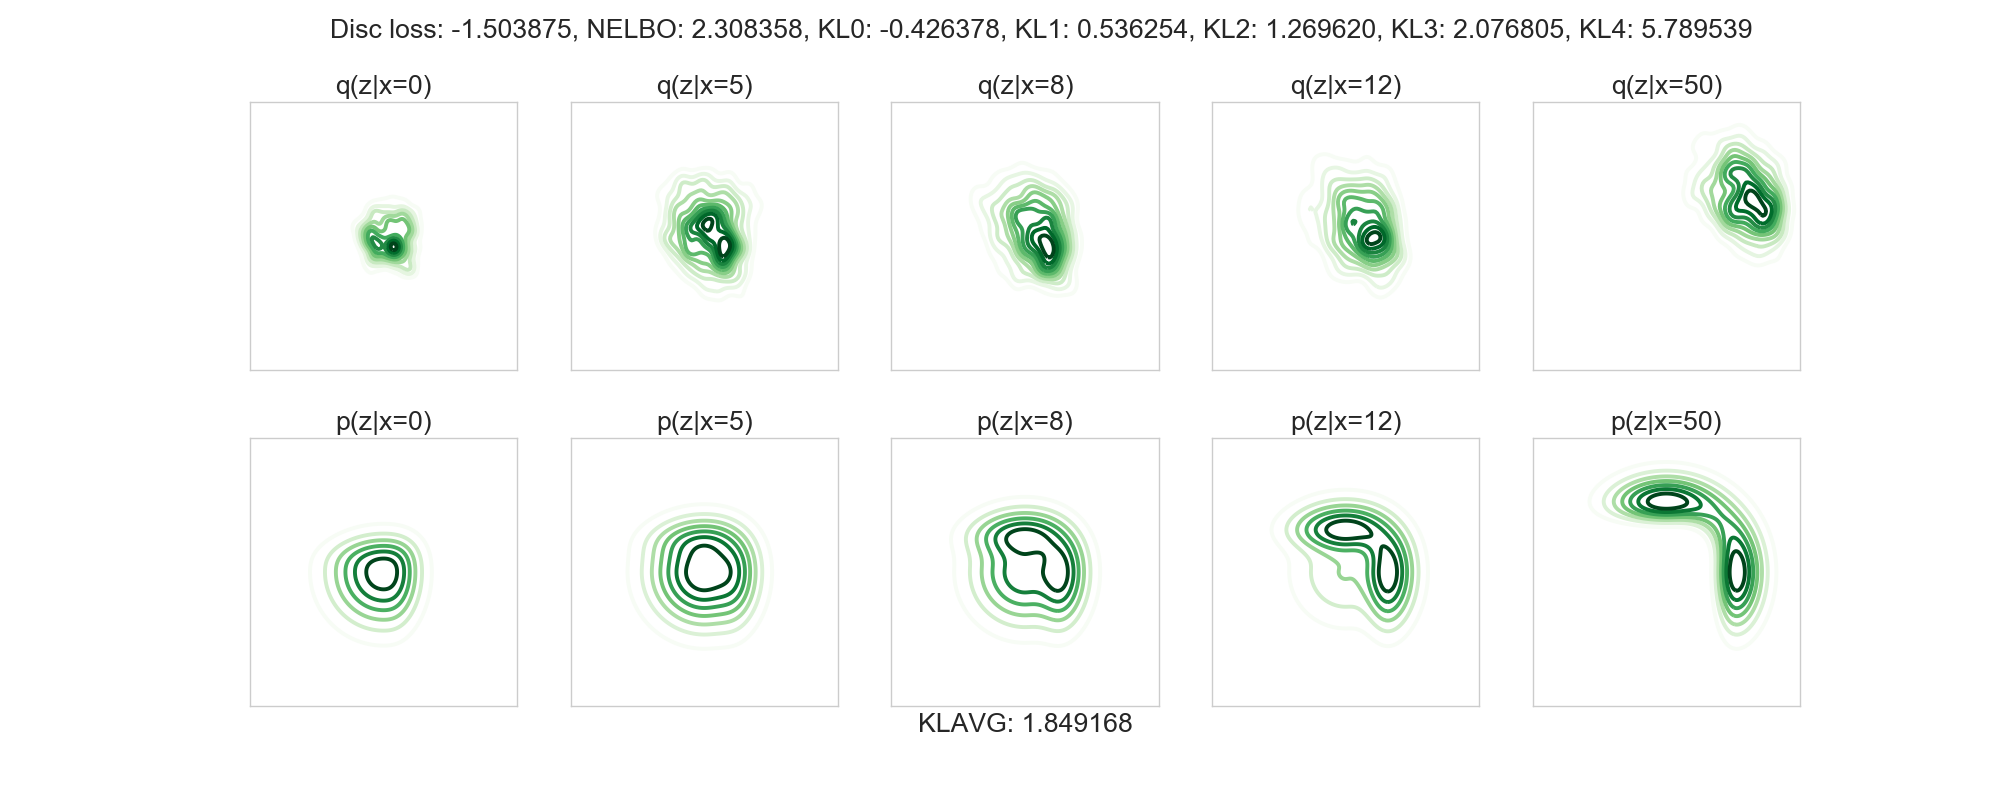 Disc loss: -1.503875, NELBO: 2.308358, KL0: -0.426378, KL1: 0.536254, KL2: 1.269620, KL3: 2.076805, KL4: 5.789539
q(z|x=0) q(z|x=5) q(z|x=8) q(z|x=12) q(z|x=50)
p(z|x=0) p(z|x=5) p(z|x=8) p(z|x=12) p(z|x=50)
KLAVG: 1.849168